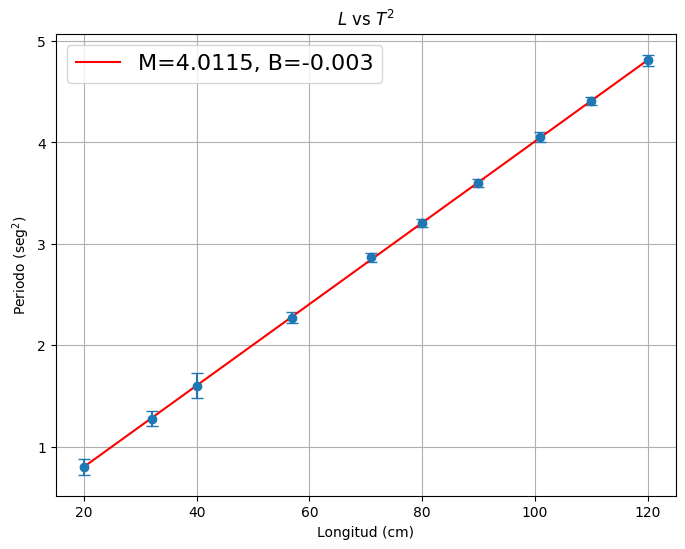 L vs T²
M=4.0115, B=-0.003
5
4
3
2
1
Periodo (seg²)
20
40
60
80
100
120
Longitud (cm)